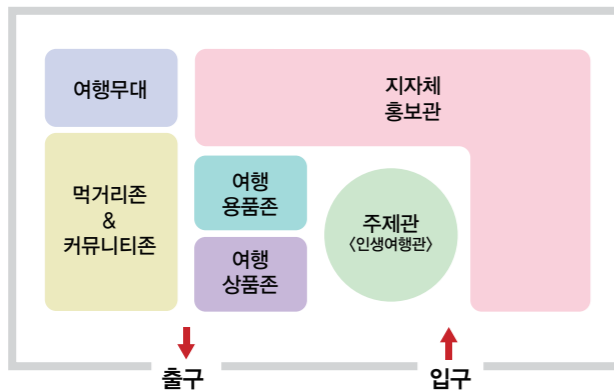 여행무대
지자체
홍보관
먹거리존
&
커뮤니티존
여행
용품존
여행
상품존
주제관
〈인생여행관〉
출구
입구